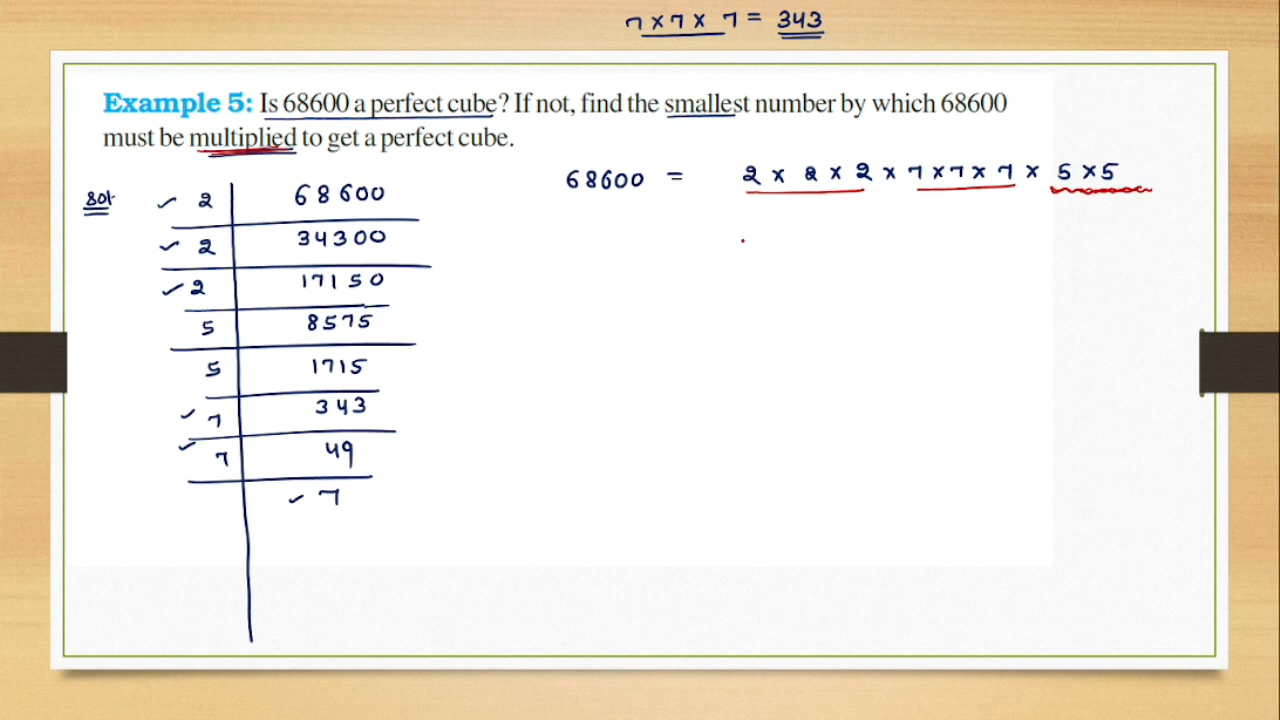 7 × 7 × 7 = 343
Example 5: Is 68600 a perfect cube? If not, find the smallest number by which 68600
must be multiplied to get a perfect cube.
68600 = 2 × 2 × 2 × 7 × 7 × 7 × 5 × 5
Sol.
2 68600
2 34300
2 17150
5 8575
5 1715
7 343
7 49
7